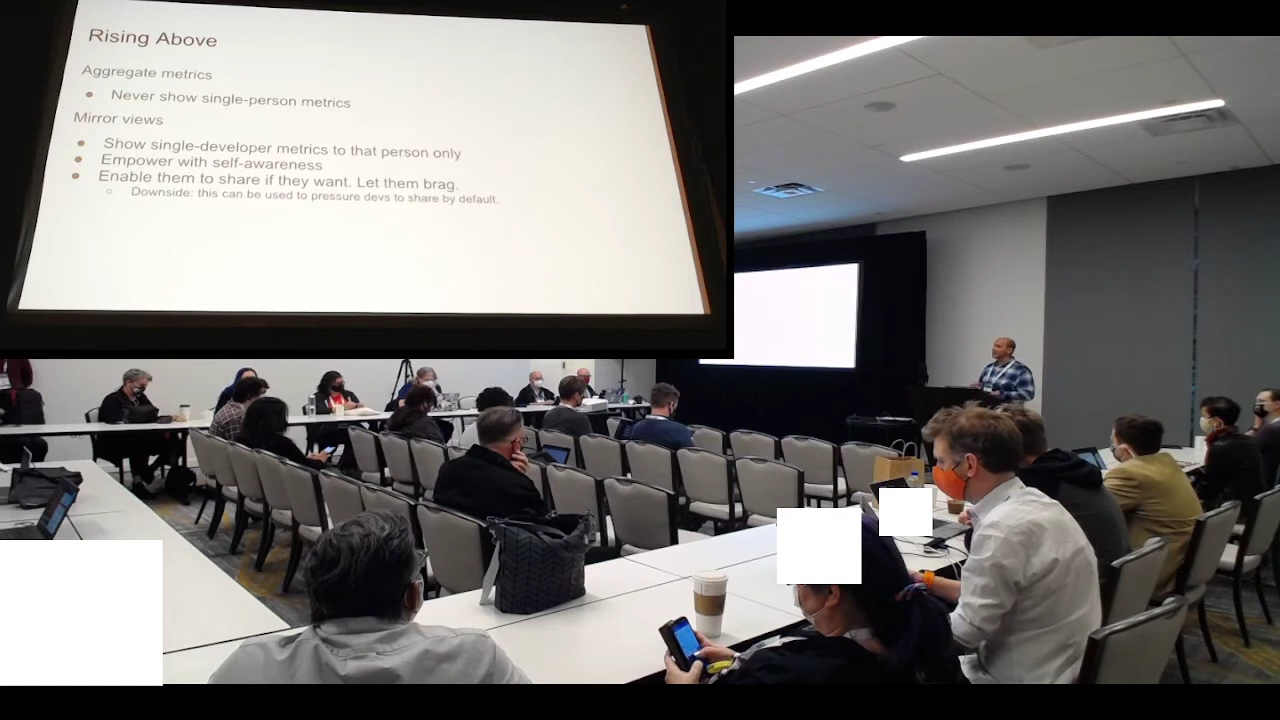 Rising Above
Aggregate metrics
Never show single-person metrics
Mirror views
Show single-developer metrics to that person only
Empower with self-awareness
Enable them to share if they want. Let them brag.
Downside: this can be used to pressure devs to share by default.